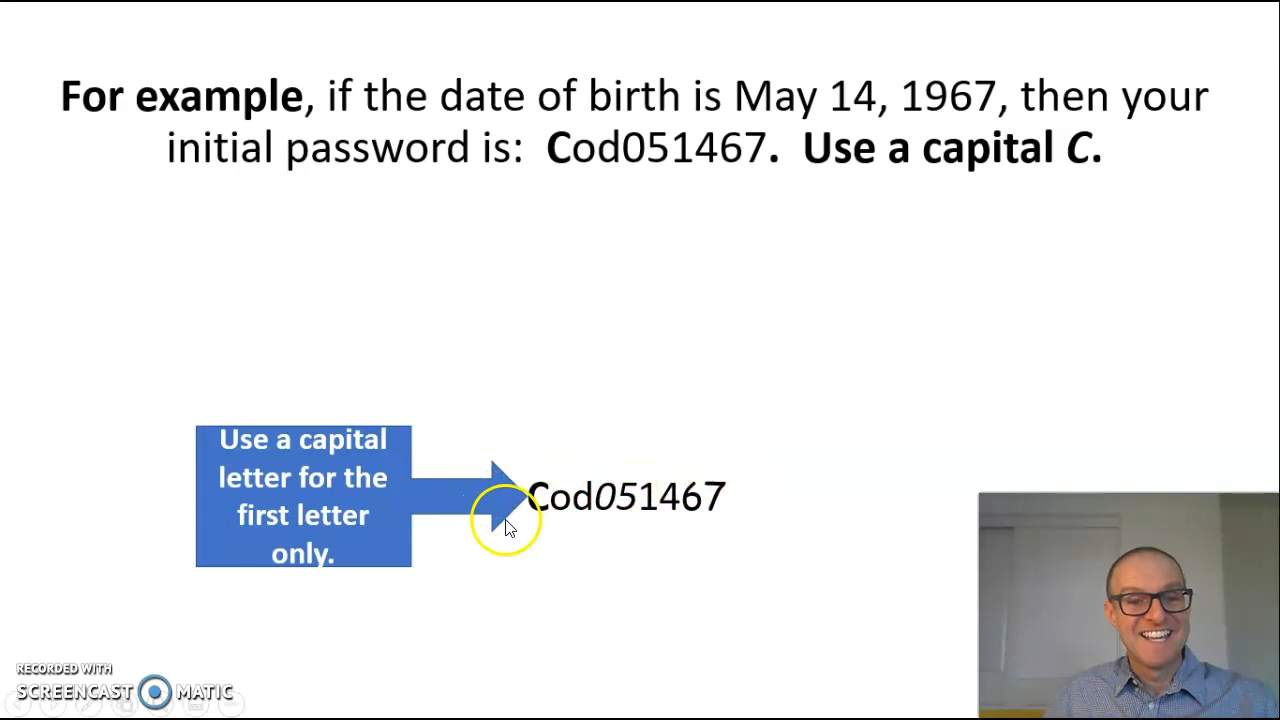 For example, if the date of birth is May 14, 1967, then your
initial password is: Cod051467. Use a capital C.
Use a capital
letter for the
first letter
only.
Cod051467
RECORDED WITH
SCREENCAST MATIC